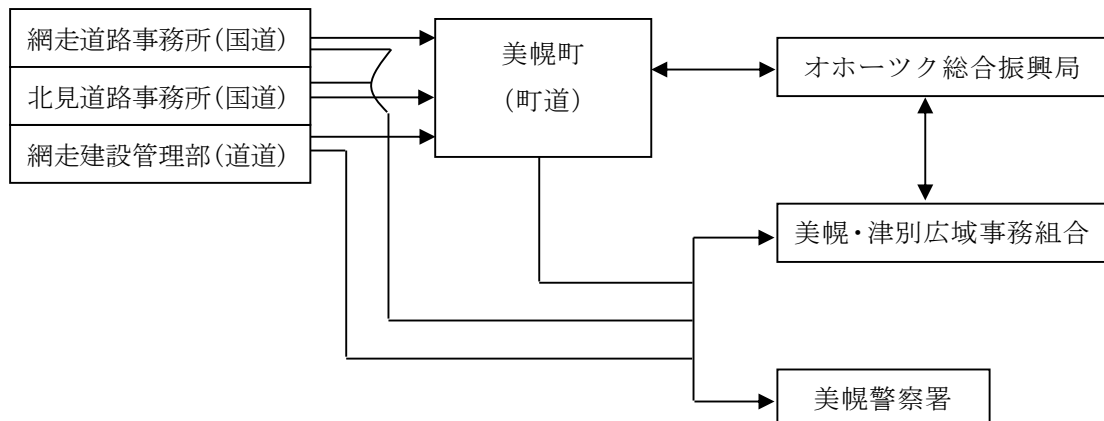 網走道路事務所(国道)
北見道路事務所(国道)
網走建設管理部(道道)
美幌町
(町道)
オホーツク総合振興局
美幌・津別広域事務組合
美幌警察署